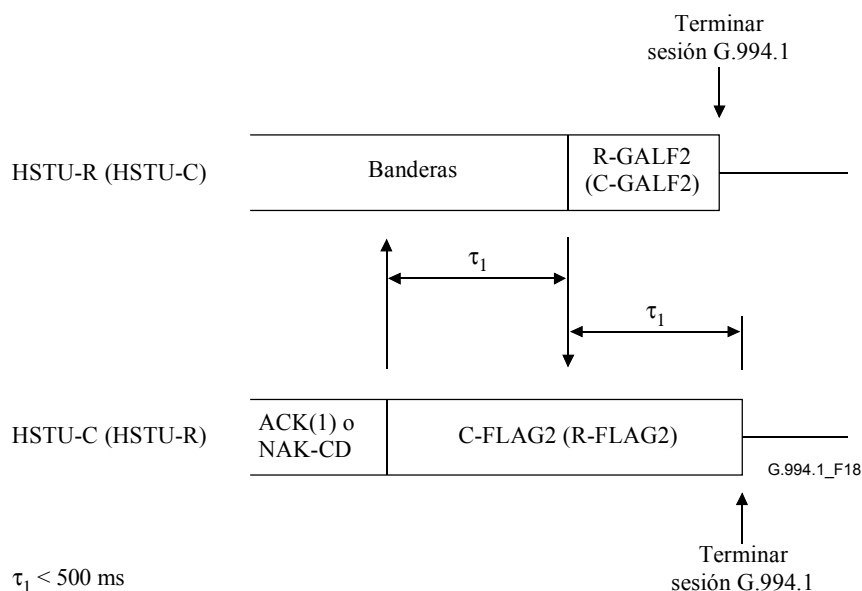 Terminar
sesión G.994.1
HSTU-R (HSTU-C)
Banderas
R-GALF2
(C-GALF2)
τ1
τ1
HSTU-C (HSTU-R)
ACK(1) o
NAK-CD
C-FLAG2 (R-FLAG2)
G.994.1_F18
τ1 < 500 ms
Terminar
sesión G.994.1